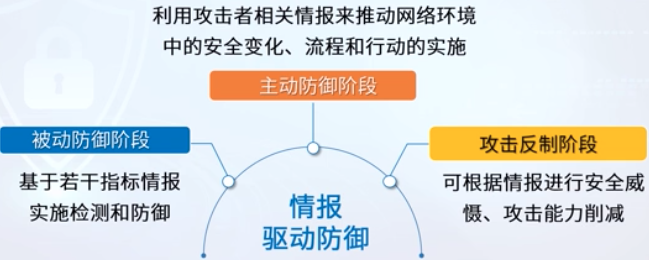 利用攻击者相关情报来推动网络环境
中的安全变化、流程和行动的实施
主动防御阶段
被动防御阶段
基于若干指标情报
实施检测和防御
攻击反制阶段
可根据情报进行安全威
慑、攻击能力削减
情报
驱动防御